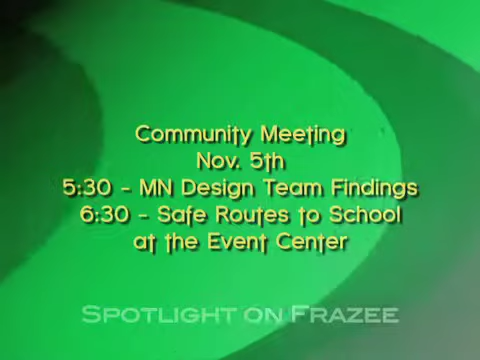 Community Meeting
Nov. 5th
5:30 - MN Design Team Findings
6:30 - Safe Routes to School
at the Event Center
Spotlight on Frazee